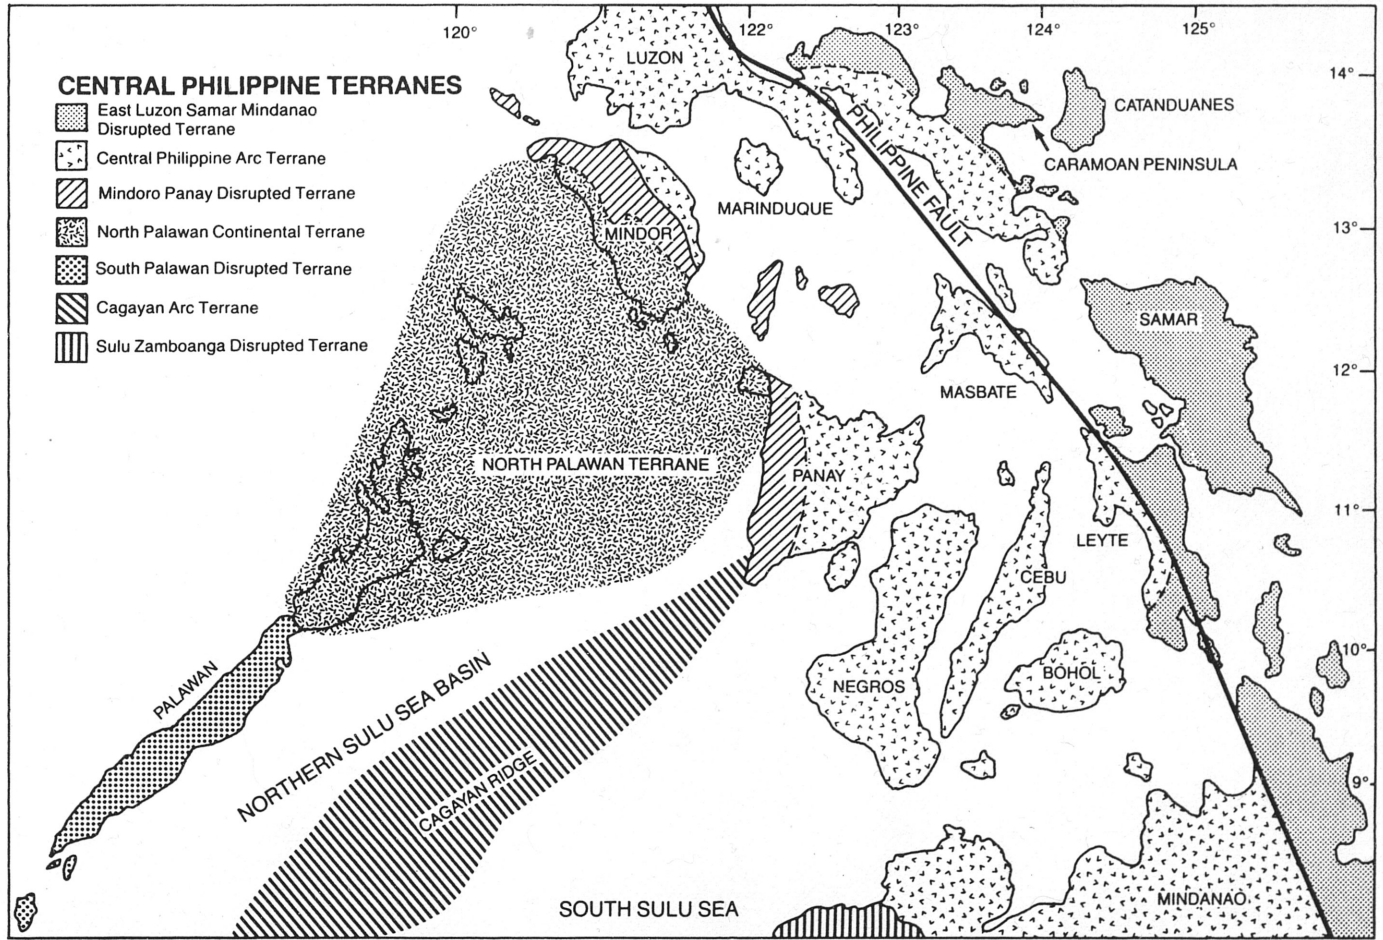 120°
122°
123°
124°
125°
CENTRAL PHILIPPINE TERRANES
East Luzon Samar Mindanao
Disrupted Terrane
Central Philippine Arc Terrane
Mindoro Panay Disrupted Terrane
North Palawan Continental Terrane
South Palawan Disrupted Terrane
Cagayan Arc Terrane
Sulu Zamboanga Disrupted Terrane
LUZON
14°
CATANDUANES
PHILIPPINE FAULT
CARAMOAN PENINSULA
MARINDUQUE
MINDOR
13°
SAMAR
12°
MASBATE
NORTH PALAWAN TERRANE
PANAY
11°
LEYTE
CEBU
10°
BOHOL
NEGROS
PALAWAN
NORTHERN SULU SEA BASIN
CAGAYAN RIDGE
9°
MINDANAO
SOUTH SULU SEA